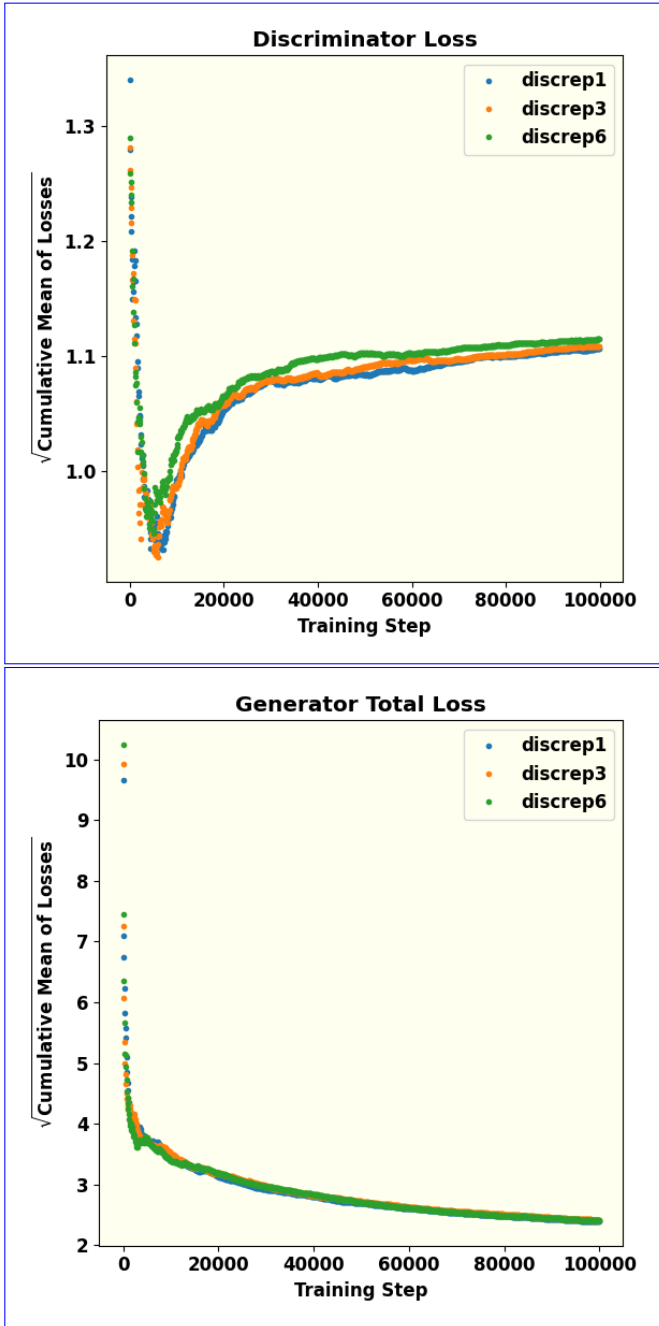 Discriminator Loss
discrep1
discrep3
discrep6
1.3
1.2
1.1
1.0
√Cumulative Mean of Losses
0 20000 40000 60000 80000 100000
Training Step
Generator Total Loss
discrep1
discrep3
discrep6
10
9
8
7
6
5
4
3
2
√Cumulative Mean of Losses
0 20000 40000 60000 80000 100000
Training Step